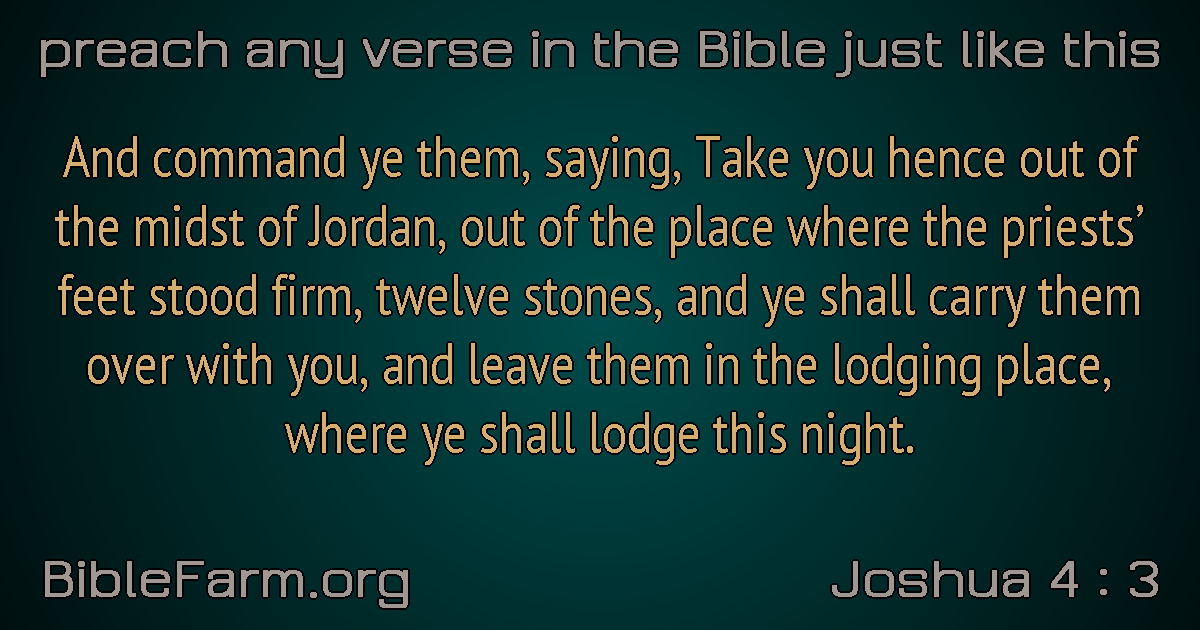 preach any verse in the Bible just like this
And command ye them, saying, Take you hence out of
the midst of Jordan, out of the place where the priests’
feet stood firm, twelve stones, and ye shall carry them
over with you, and leave them in the lodging place,
where ye shall lodge this night.
BibleFarm.org
Joshua 4 : 3